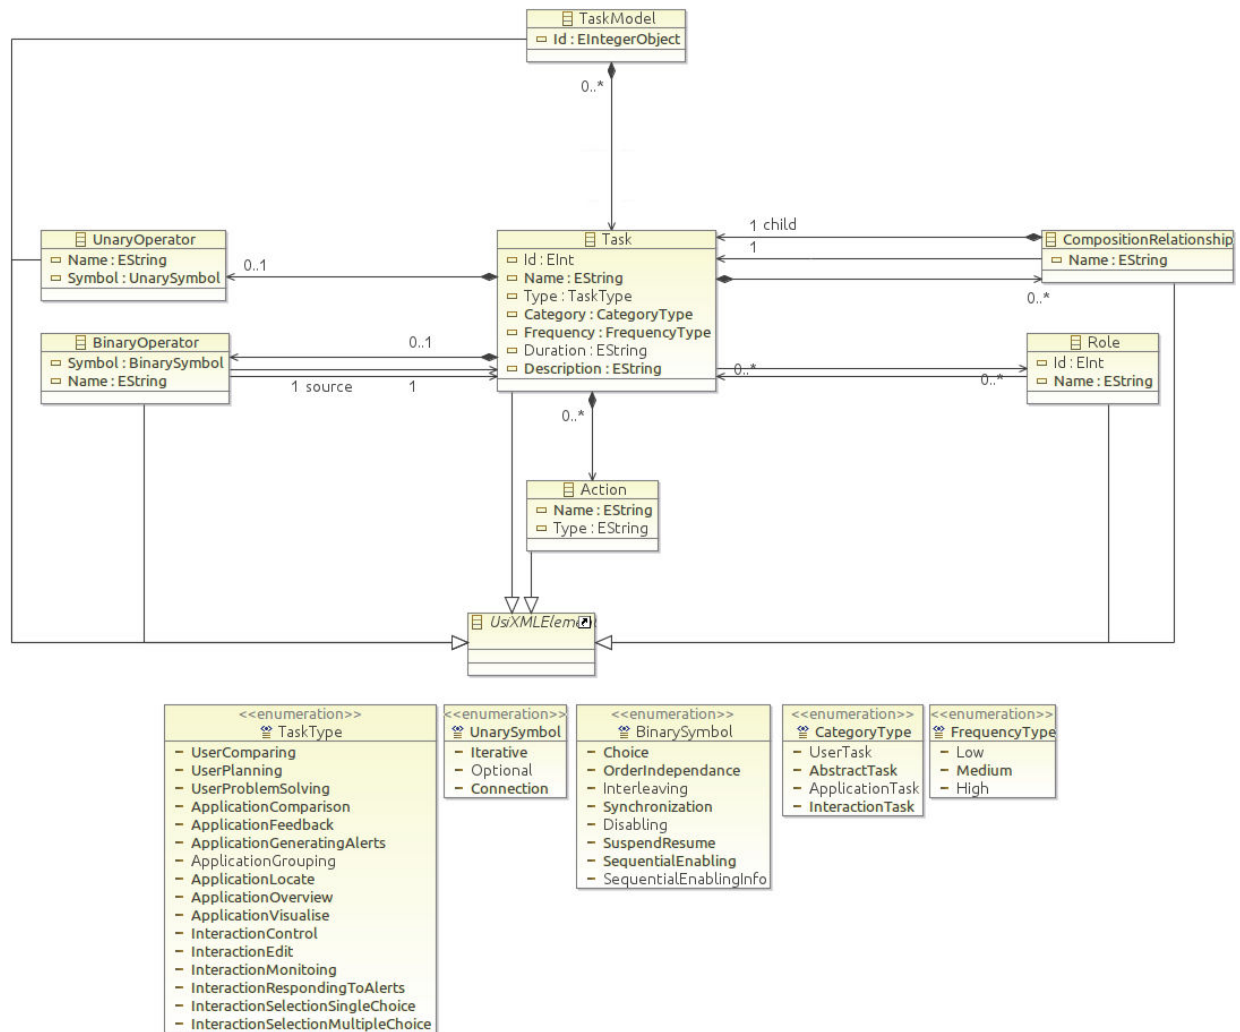 TaskModel
Id : EIntegerObject
0..*
1 child
UnaryOperator
Name : EString
Symbol : UnarySymbol
0..1
Task
Id : EInt
Name : EString
Type : TaskType
Category : CategoryType
Frequency : FrequencyType
Duration : EString
Description : EString
1
CompositionRelationship
Name : EString
0..*
BinaryOperator
Symbol : BinarySymbol
Name : EString
0..1
1 source
1
Role
Id : EInt
Name : EString
0..*
0..*
0..*
Action
Name : EString
Type : EString
UsiXMLElement
<<enumeration>>
TaskType
UserComparing
UserPlanning
UserProblemSolving
ApplicationComparison
ApplicationFeedback
ApplicationGeneratingAlerts
ApplicationGrouping
ApplicationLocate
ApplicationOverview
ApplicationVisualise
InteractionControl
InteractionEdit
InteractionMonitoing
InteractionRespondingToAlerts
InteractionSelectionSingleChoice
InteractionSelectionMultipleChoice
<<enumeration>>
UnarySymbol
Iterative
Optional
Connection
<<enumeration>>
BinarySymbol
Choice
OrderIndependance
Interleaving
Synchronization
Disabling
SuspendResume
SequentialEnabling
SequentialEnablingInfo
<<enumeration>>
CategoryType
UserTask
AbstractTask
ApplicationTask
InteractionTask
<<enumeration>>
FrequencyType
Low
Medium
High